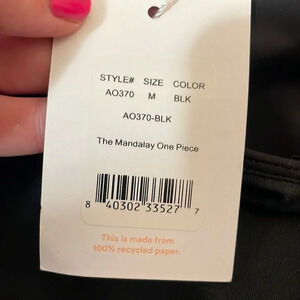 STYLE# SIZE COLOR
AO370 M BLK
AO370-BLK
The Mandalay One Piece
8 40302 33527 7
This is made from
100% recycled paper.